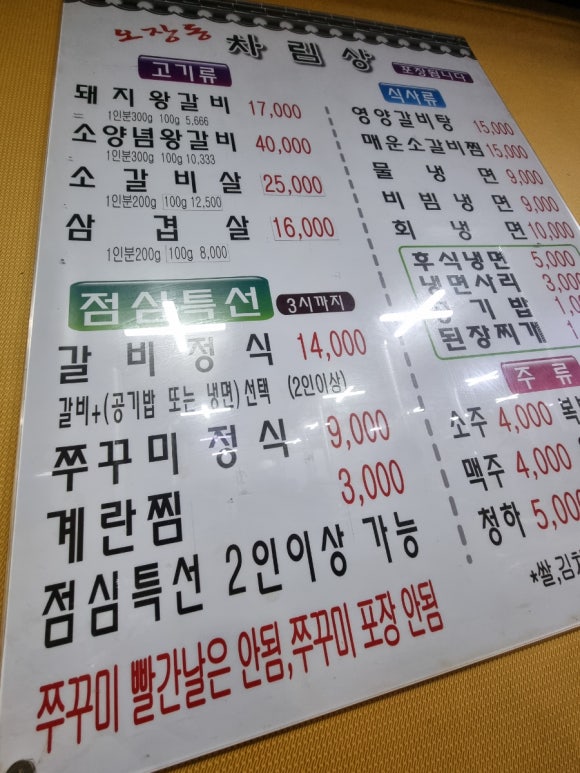 모장동 차림상
포장됩니다
고기류
돼지왕갈비 17,000
1인분300g 100g 5,666
소양념왕갈비 40,000
1인분300g 100g 10,333
소갈비살 25,000
1인분200g 100g 12,500
삼겹살 16,000
1인분200g 100g 8,000
점심특선 3시까지
갈비정식 14,000
갈비+(공기밥 또는 냉면)선택 (2인이상)
쭈꾸미정식 9,000
계란찜 3,000
점심특선 2인이상 가능
쭈꾸미 빨간날은 안됨,쭈꾸미 포장 안됨
식사류
영양갈비탕 15,000
매운소갈비찜 15,000
물냉면 9,000
비빔냉면 9,000
회냉면 10,000
후식냉면 5,000
냉면사리
공기밥
된장찌개
주류
소주 4,000
맥주 4,000
청하
*쌀,김치